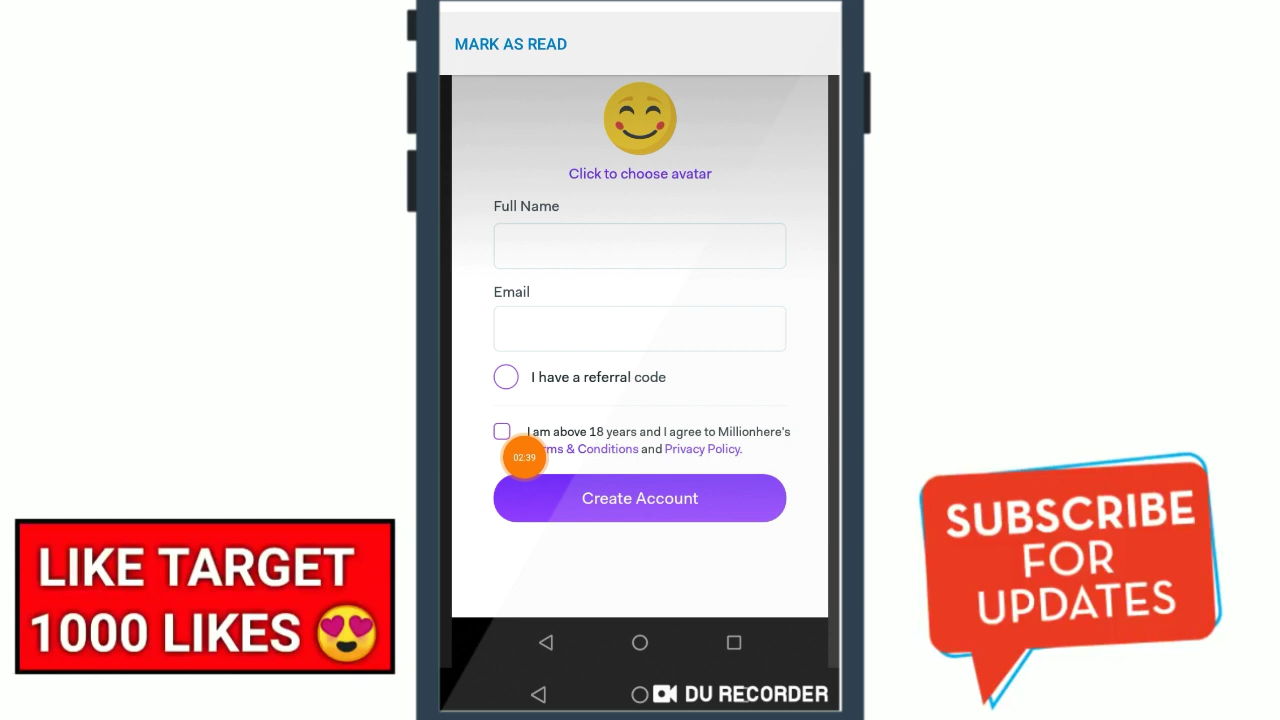 MARK AS READ
Click to choose avatar
Full Name
Email
I have a referral code
I am above 18 years and I agree to Millionhere's
Terms & Conditions and Privacy Policy.
02:39
Create Account
LIKE TARGET
1000 LIKES 😍
SUBSCRIBE
FOR
UPDATES
DU RECORDER